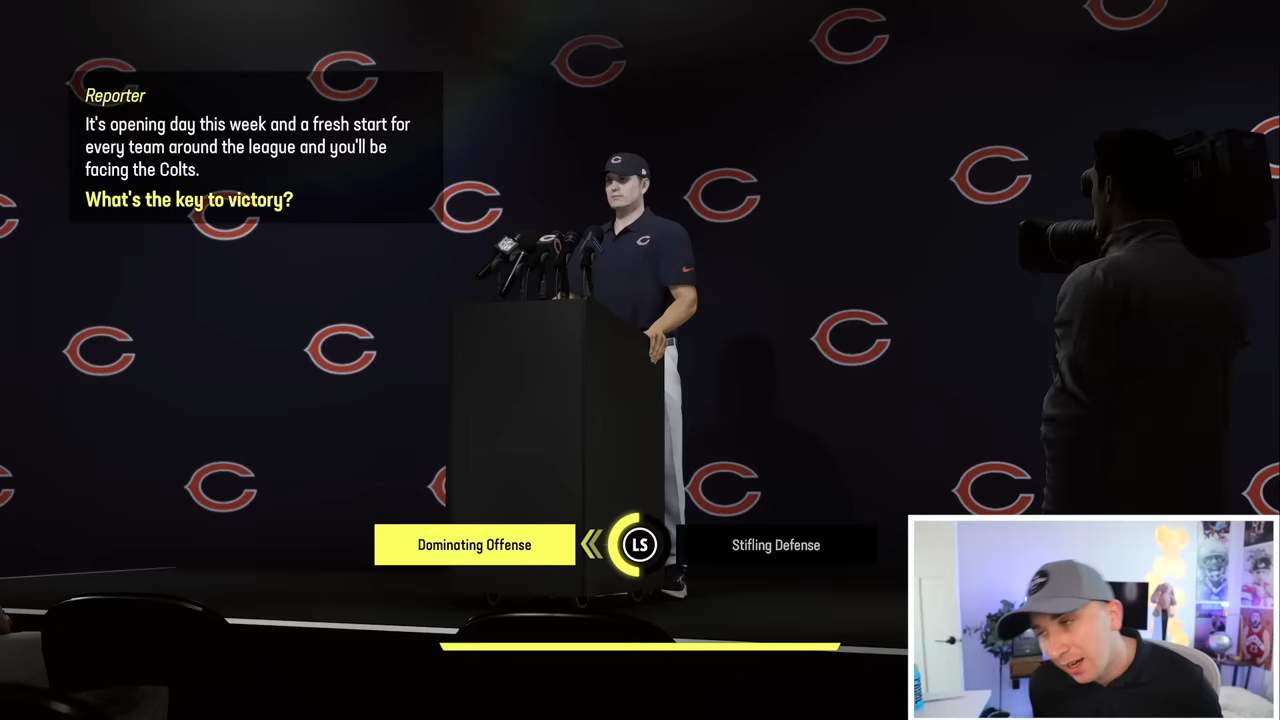 Reporter
It's opening day this week and a fresh start for
every team around the league and you'll be
facing the Colts.
What's the key to victory?
Dominating Offense
LS
Stifling Defense